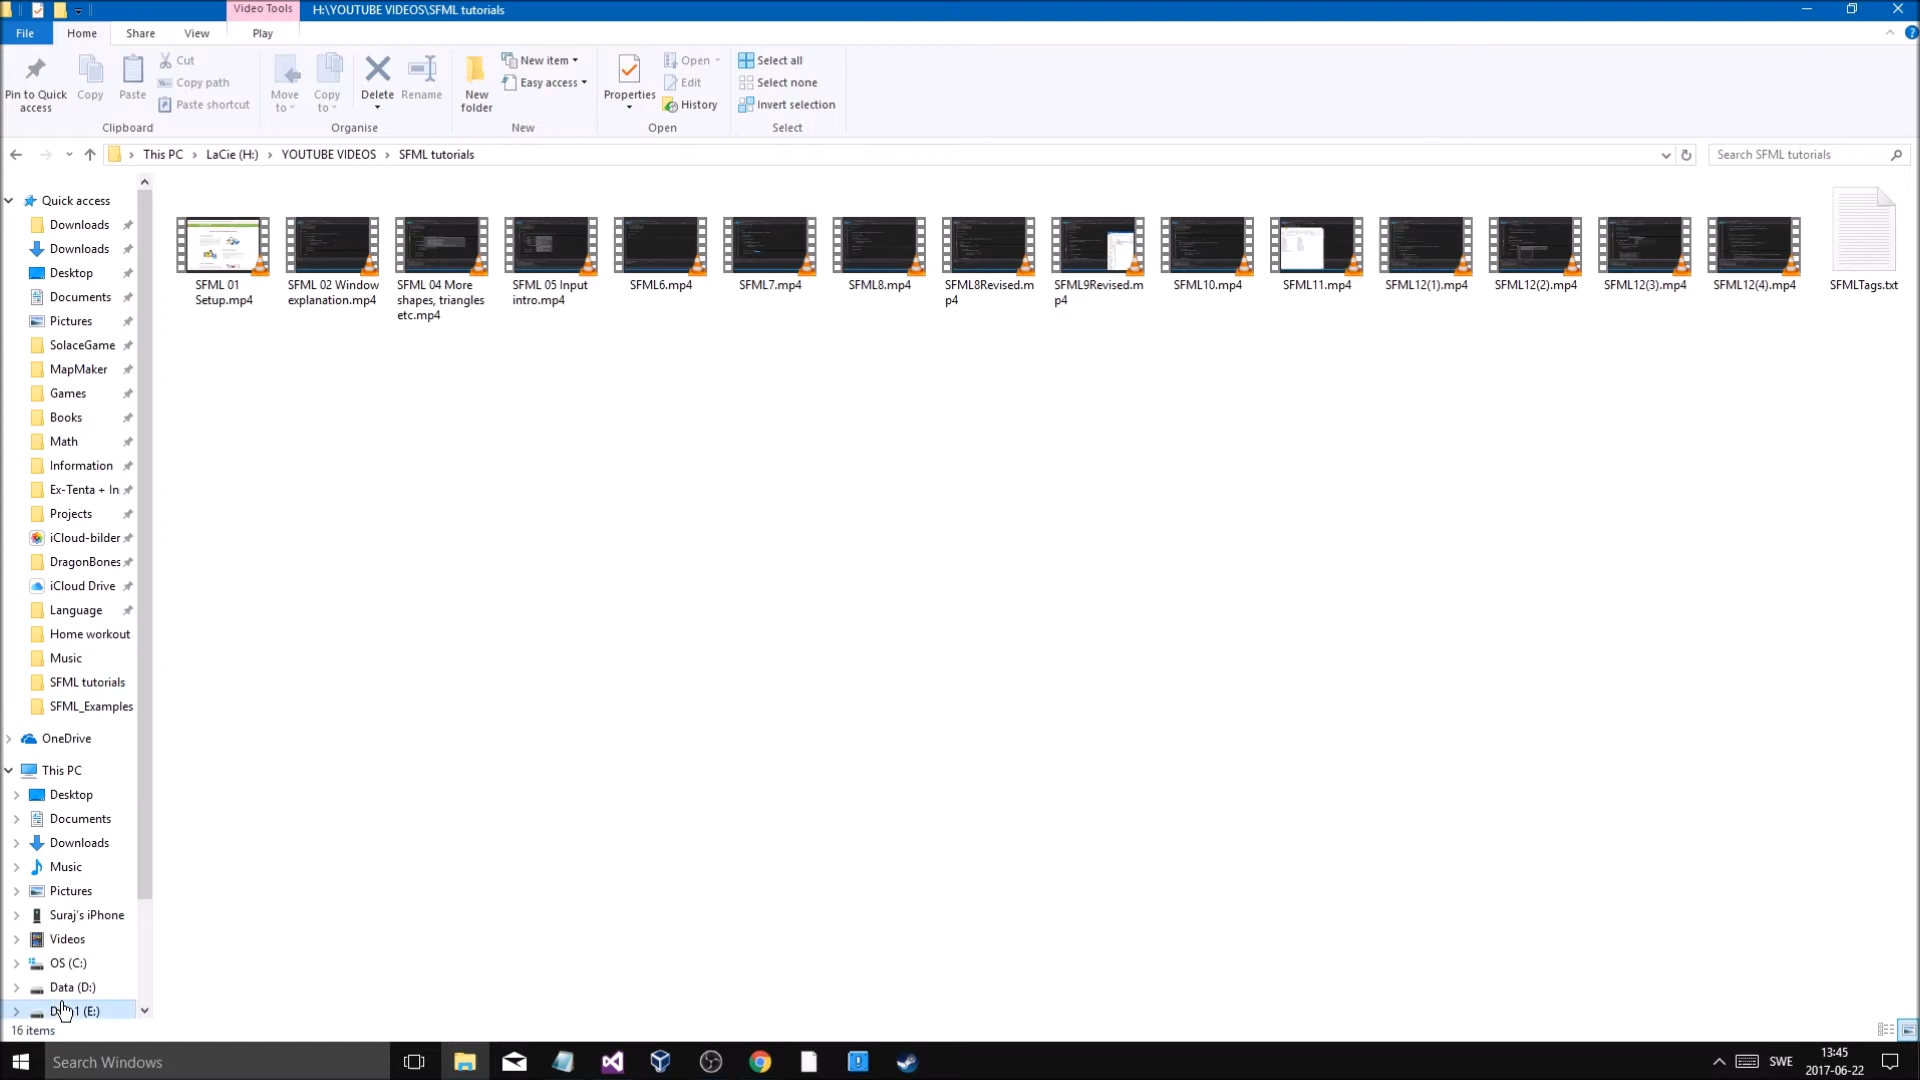 Video Tools
H:\YOUTUBE VIDEOS\SFML tutorials
File
Home
Share
View
Play
Pin to Quick
access
Copy
Paste
Cut
Copy path
Paste shortcut
Clipboard
Move
to
Copy
to
Delete
Rename
Organise
New
folder
New item
Easy access
New
Properties
Open
Edit
History
Open
Select all
Select none
Invert selection
Select
This PC
LaCie (H:)
YOUTUBE VIDEOS
SFML tutorials
Search SFML tutorials
Quick access
Downloads
Downloads
Desktop
Documents
Pictures
SolaceGame
MapMaker
Games
Books
Math
Information
Ex-Tenta + In
Projects
iCloud-bilder
DragonBones
iCloud Drive
Language
Home workout
Music
SFML tutorials
SFML_Examples
OneDrive
This PC
Desktop
Documents
Downloads
Music
Pictures
Suraj's iPhone
Videos
OS (C:)
Data (D:)
1 (E:)
16 items
SFML 01
Setup.mp4
SFML 02 Window
explanation.mp4
SFML 04 More
shapes, triangles
etc.mp4
SFML 05 Input
intro.mp4
SFML6.mp4
SFML7.mp4
SFML8.mp4
SFML8Revised.m
p4
SFML9Revised.m
p4
SFML10.mp4
SFML11.mp4
SFML12(1).mp4
SFML12(2).mp4
SFML12(3).mp4
SFML12(4).mp4
SFMLTags.txt
Search Windows
SWE
13:45
2017-06-22